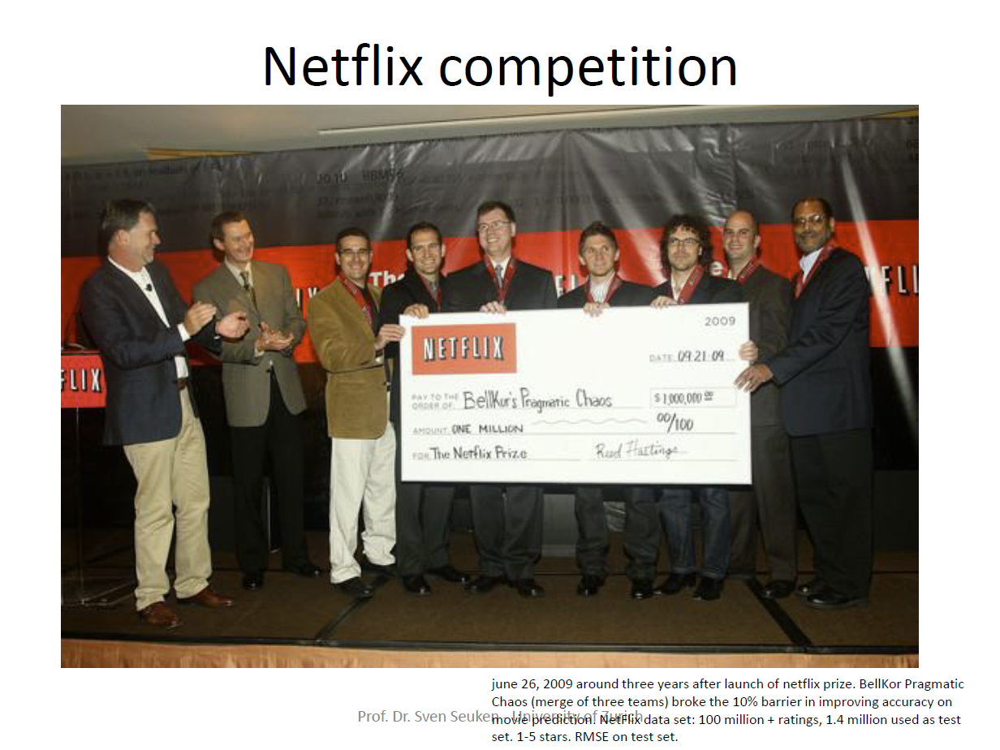 Netflix competition
The
NETFLIX
FLIX
2009
DATE: 09-21-09
PAY TO THE
ORDER OF: BellKor's Pragmatic Chaos
$ 1,000,000 00
AMOUNT: ONE MILLION
00/100
FOR: The Netflix Prize
Reed Hastings
june 26, 2009 around three years after launch of netflix prize. BellKor Pragmatic
Chaos (merge of three teams) broke the 10% barrier in improving accuracy on
movie prediction! NetFlix data set: 100 million + ratings, 1.4 million used as test
set. 1-5 stars. RMSE on test set.
Prof. Dr. Sven Seuken - University of Zurich